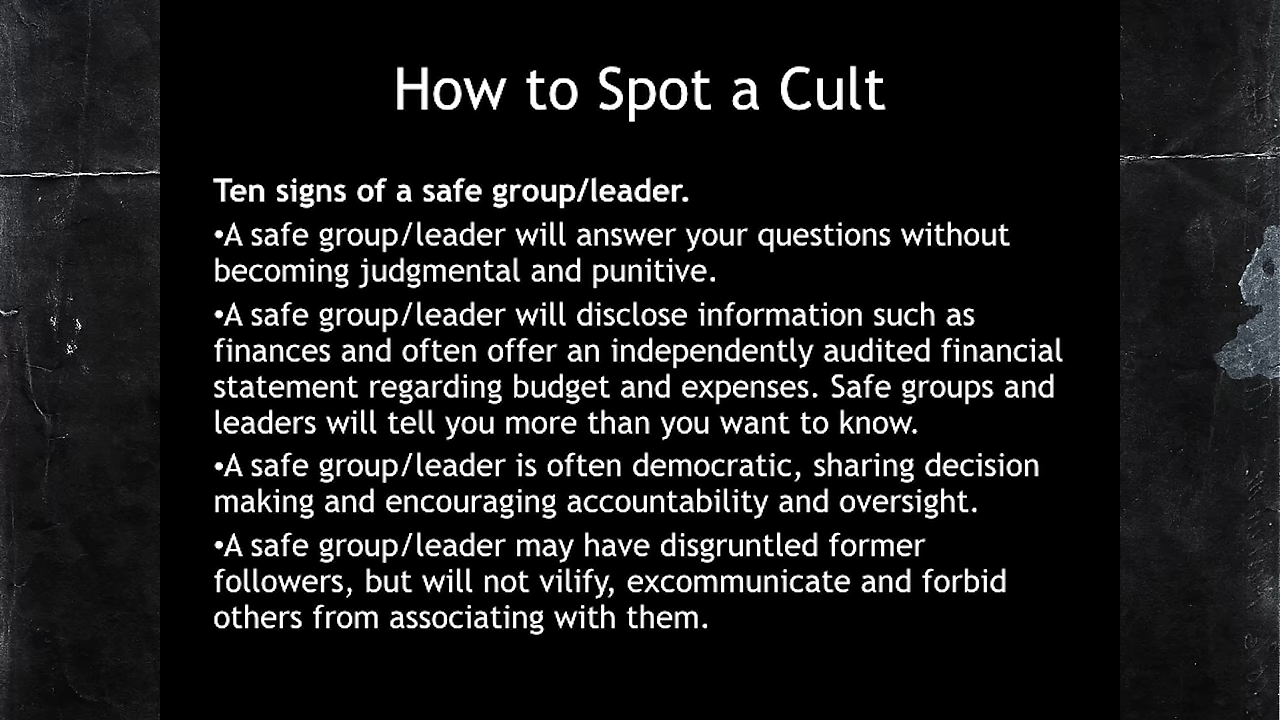 How to Spot a Cult
Ten signs of a safe group/leader.
•A safe group/leader will answer your questions without
becoming judgmental and punitive.
•A safe group/leader will disclose information such as
finances and often offer an independently audited financial
statement regarding budget and expenses. Safe groups and
leaders will tell you more than you want to know.
•A safe group/leader is often democratic, sharing decision
making and encouraging accountability and oversight.
•A safe group/leader may have disgruntled former
followers, but will not vilify, excommunicate and forbid
others from associating with them.